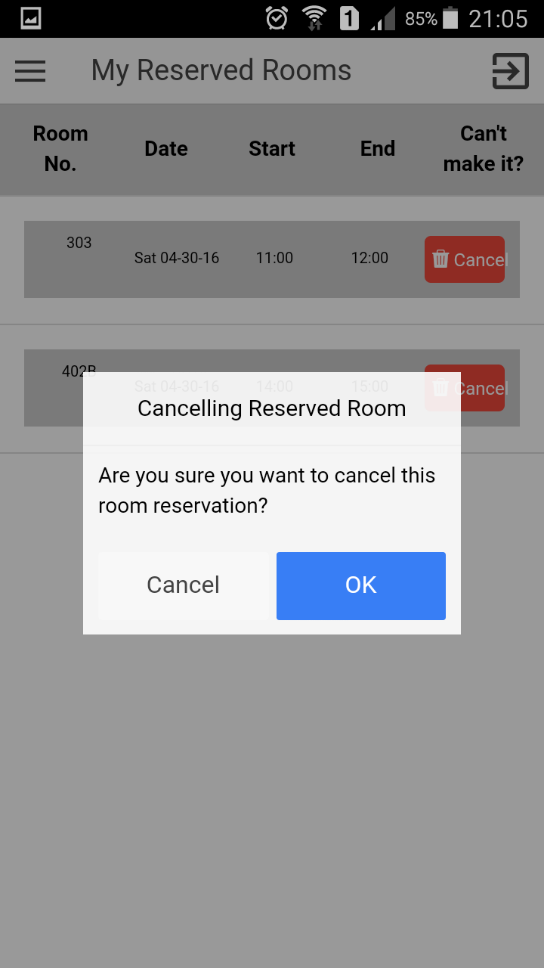 1 85% 21:05
My Reserved Rooms
Room No. Date Start End Can't make it?
303 Sat 04-30-16 11:00 12:00 Cancel
402B Sat 04-30-16 14:00 15:00 Cancel
Cancelling Reserved Room
Are you sure you want to cancel this
room reservation?
Cancel OK